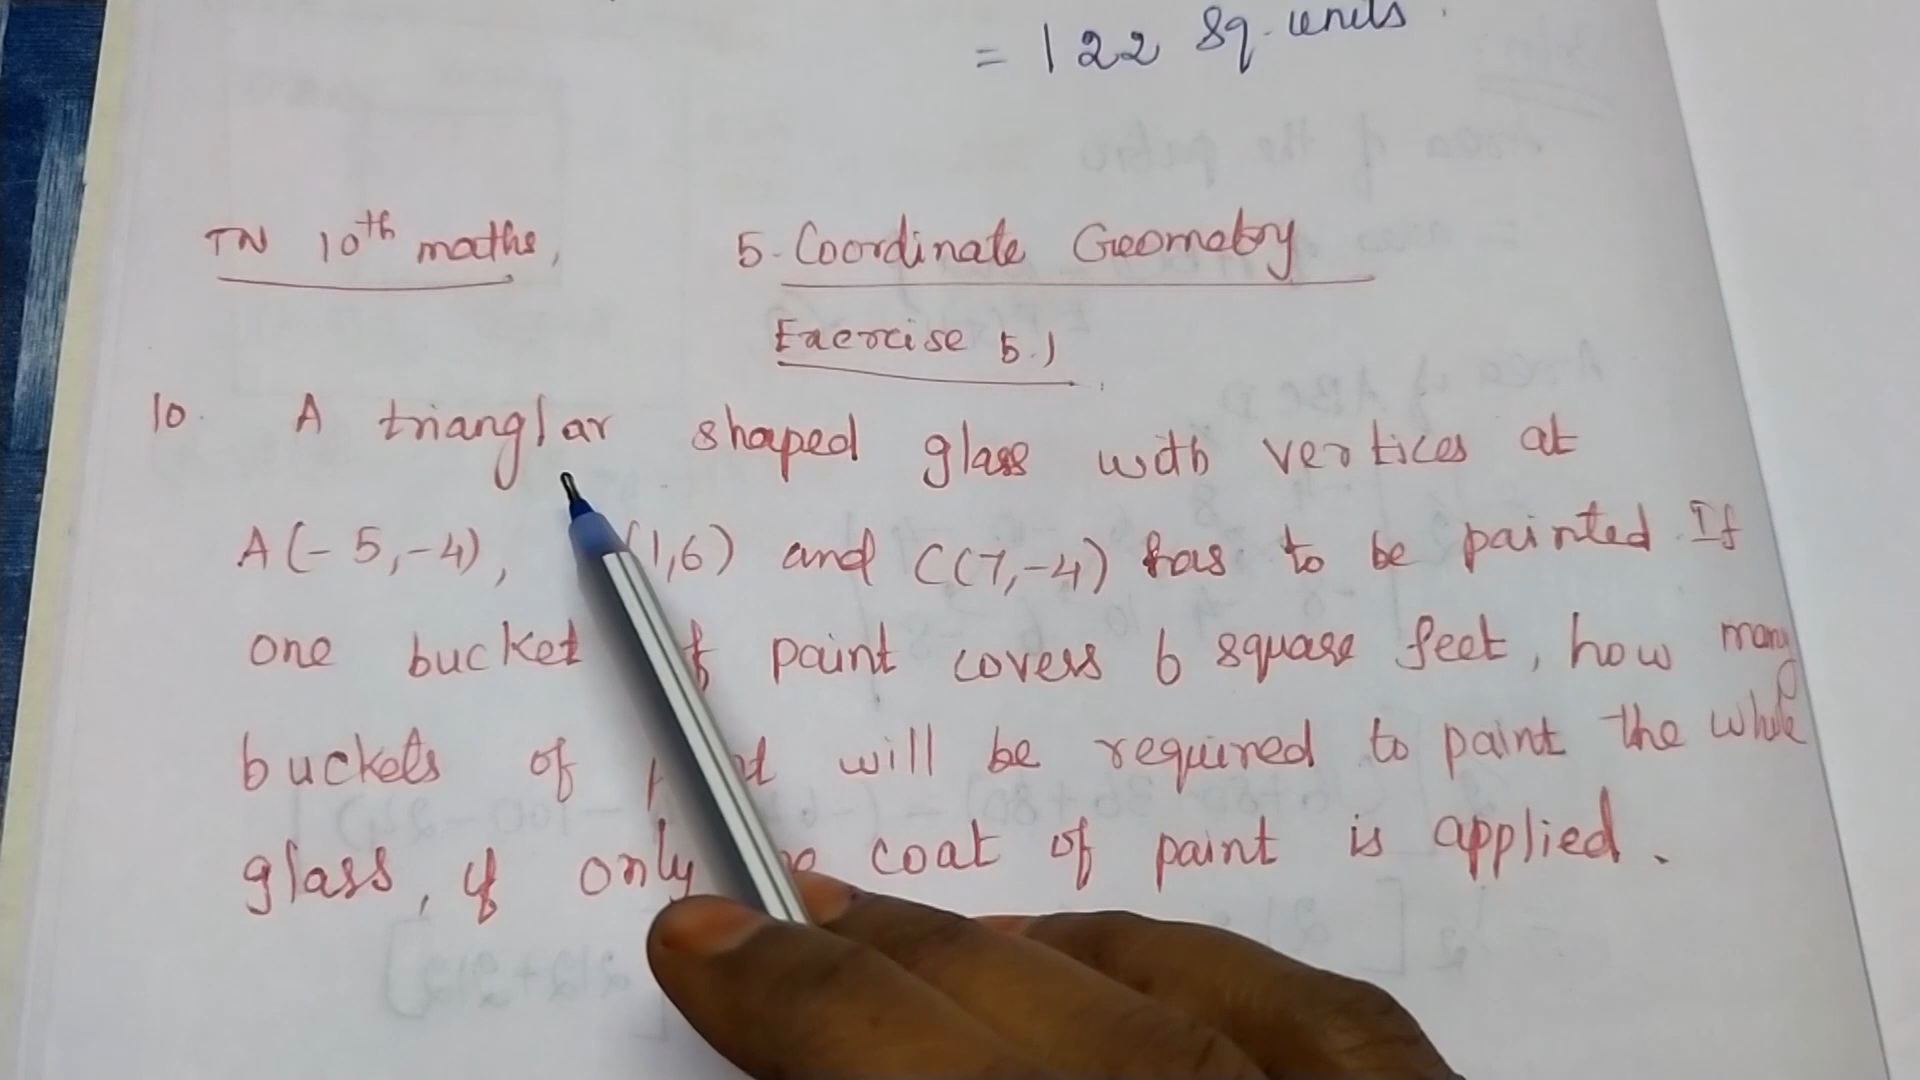 = 122 Sq. units.
TN 10th maths, 5. Coordinate Geometry
Exercise 5.1
10. A trianglar shaped glass with vertices at
A(-5,-4), (1,6) and C(7,-4) has to be painted. If
one bucket of paint covers 6 square feet, how many
buckets of will be required to paint the whole
glass, if only coat of paint is applied.